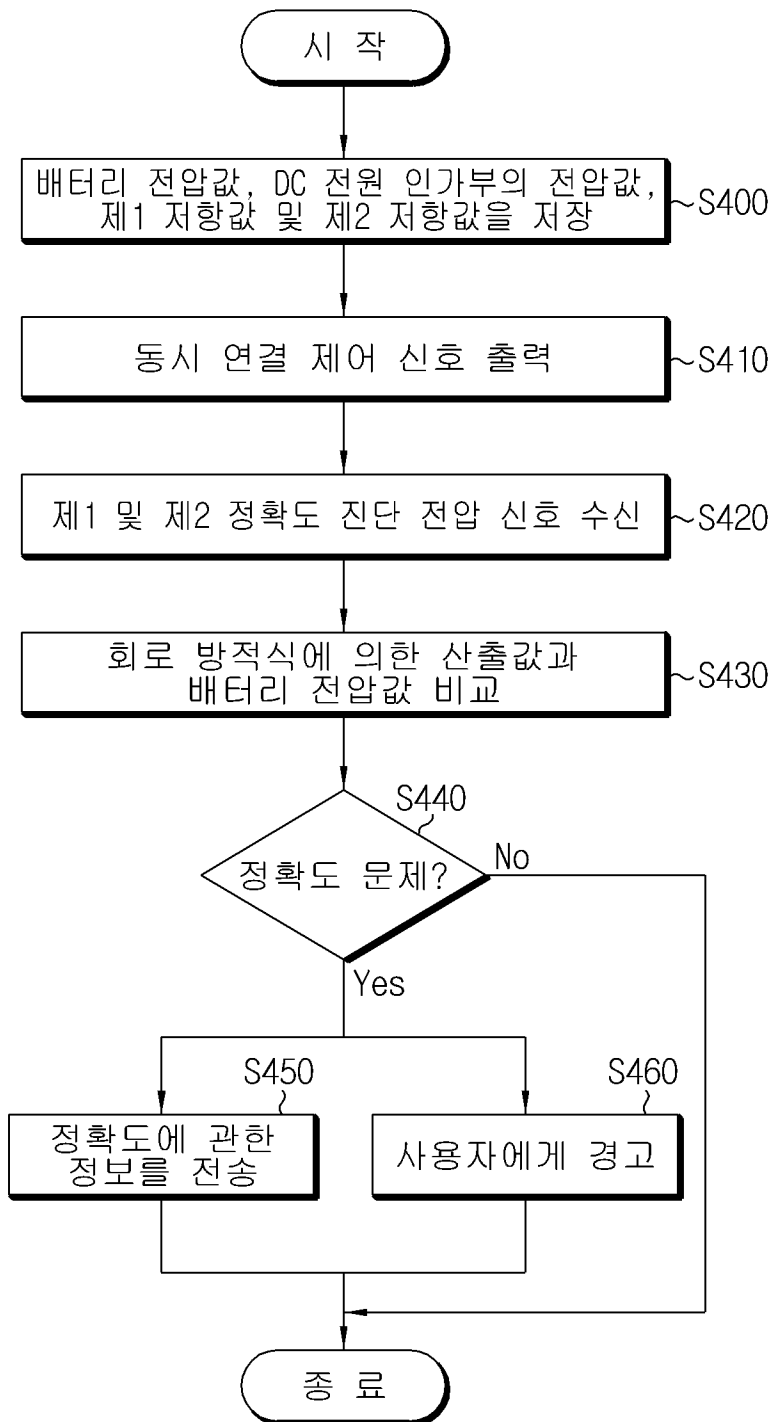 시 작
배터리 전압값, DC 전원 인가부의 전압값,
제1 저항값 및 제2 저항값을 저장
S400
동시 연결 제어 신호 출력
S410
제1 및 제2 정확도 진단 전압 신호 수신
S420
회로 방적식에 의한 산출값과
배터리 전압값 비교
S430
S440
정확도 문제?
No
Yes
S450
정확도에 관한
정보를 전송
S460
사용자에게 경고
종 료